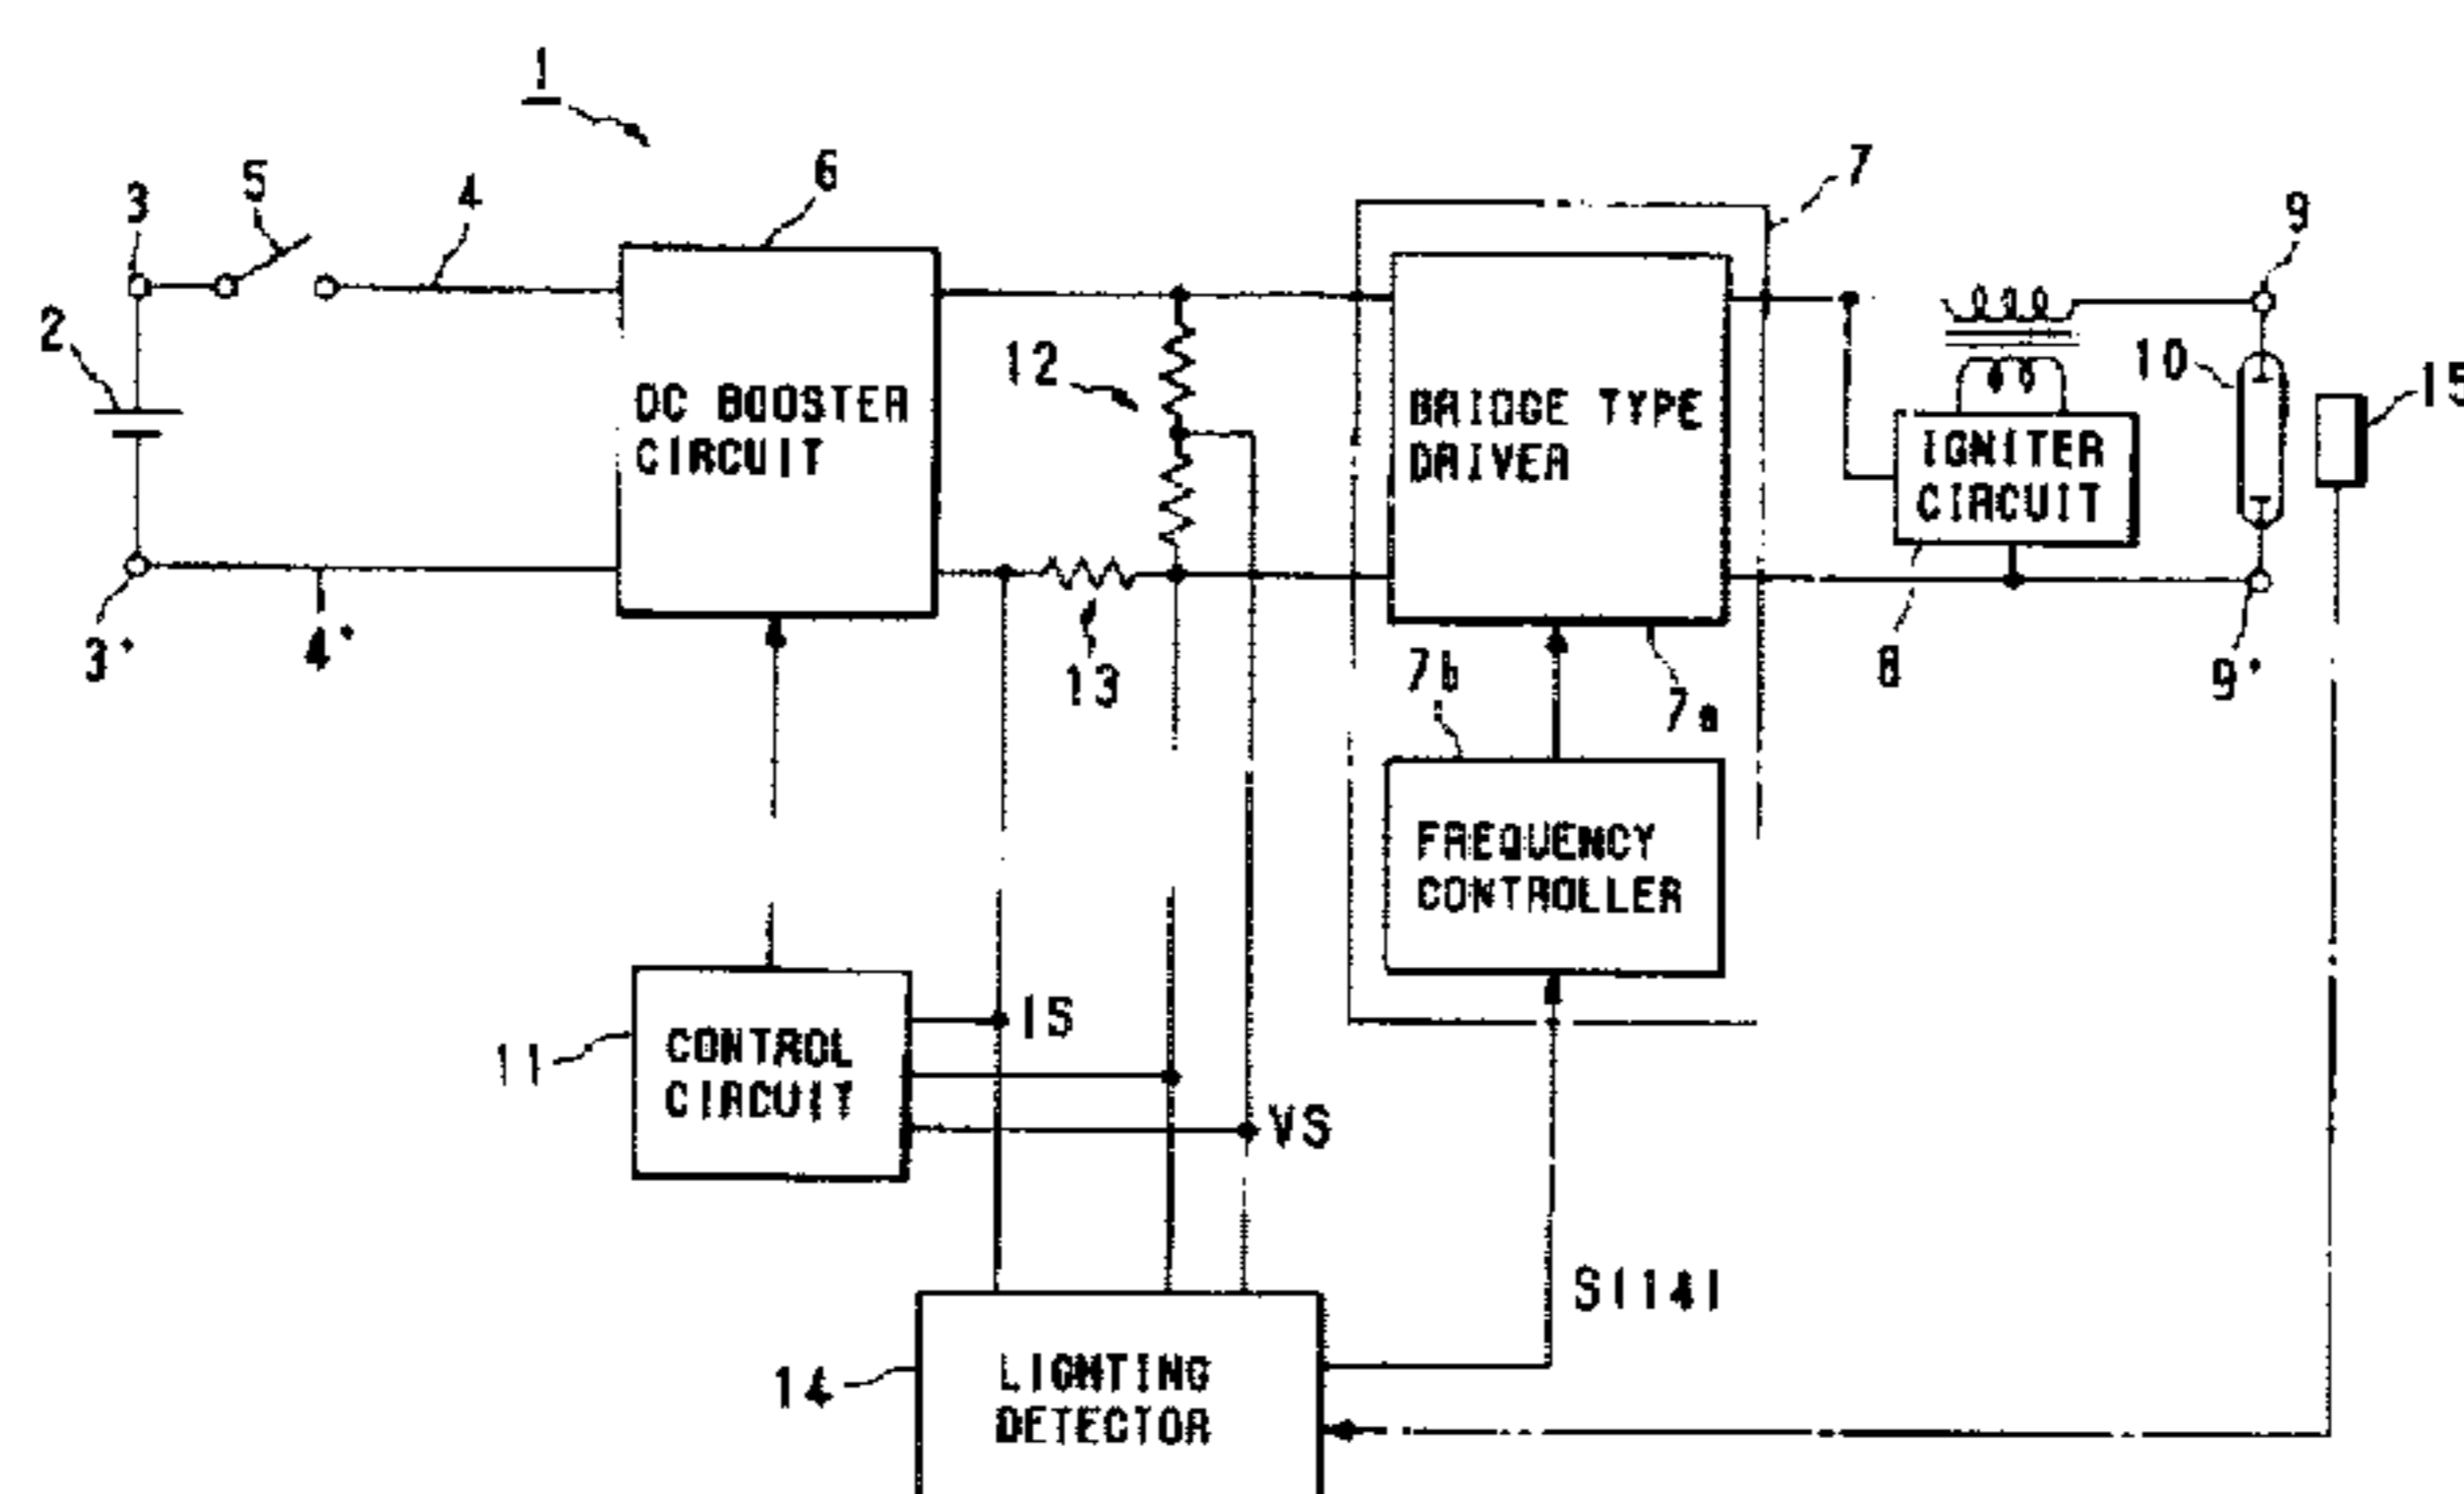 1
7
6
5
4
3
9
2
DC BOOSTER
CIRCUIT
12
BRIDGE TYPE
DRIVER
10
15
IGNITER
CIRCUIT
3'
4'
13
7b
7a
8
9'
FREQUENCY
CONTROLLER
11
CONTROL
CIRCUIT
IS
VS
S(14)
14
LIGHTING
DETECTOR